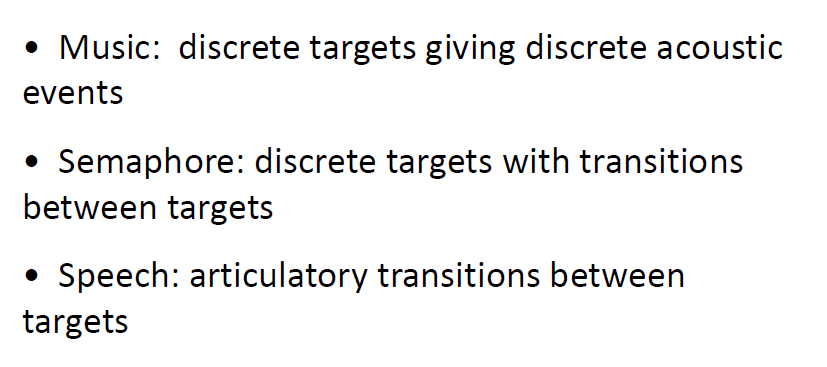 • Music: discrete targets giving discrete acoustic
events
• Semaphore: discrete targets with transitions
between targets
• Speech: articulatory transitions between
targets